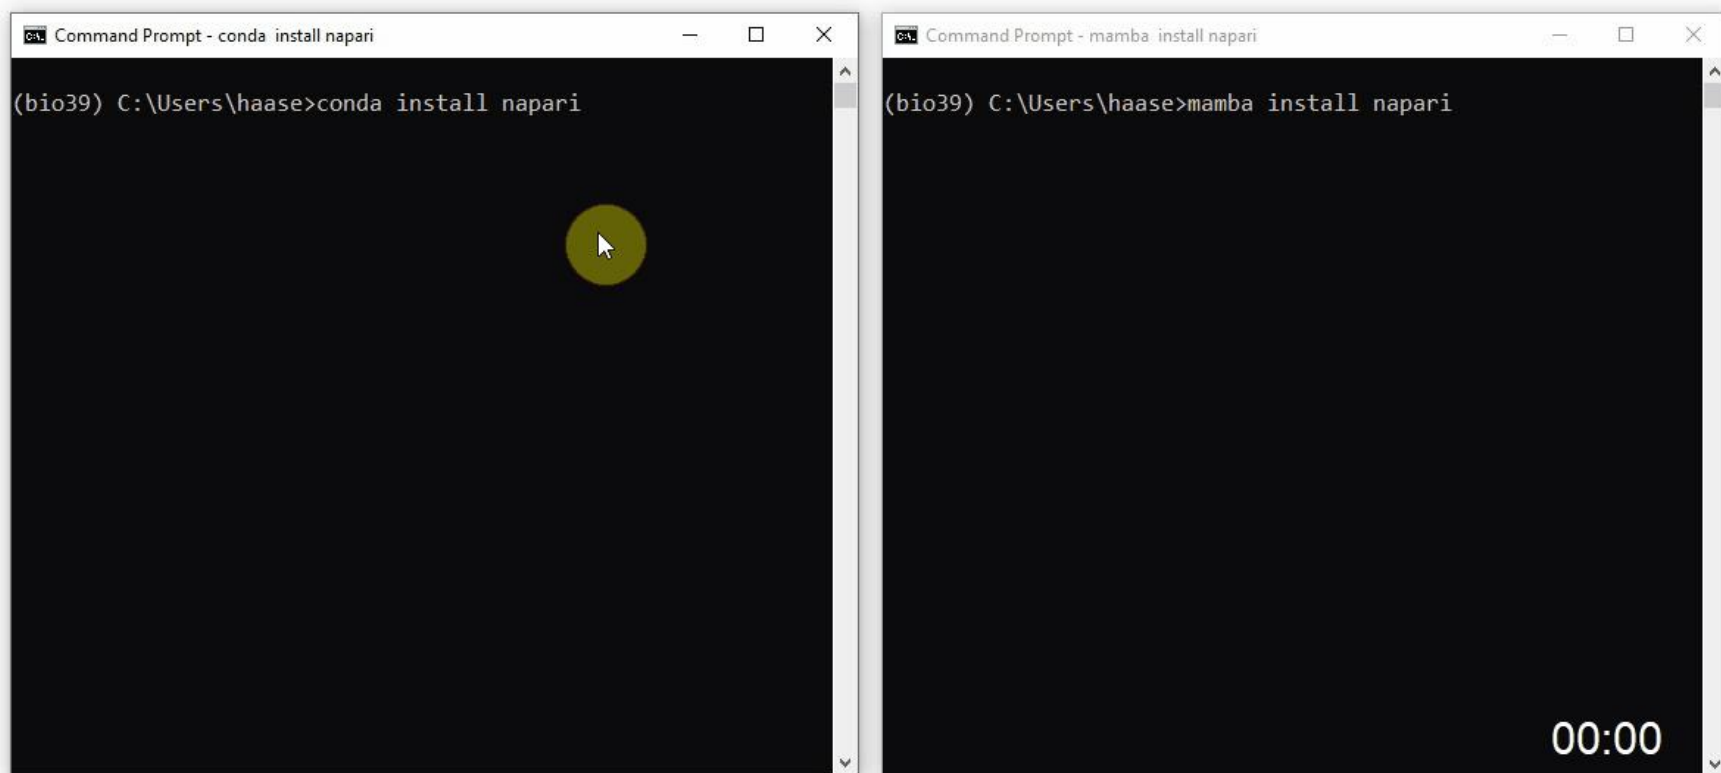 Command Prompt - conda  install napari
(bio39) C:\Users\haase>conda install napari
Command Prompt - mamba  install napari
(bio39) C:\Users\haase>mamba install napari
00:00